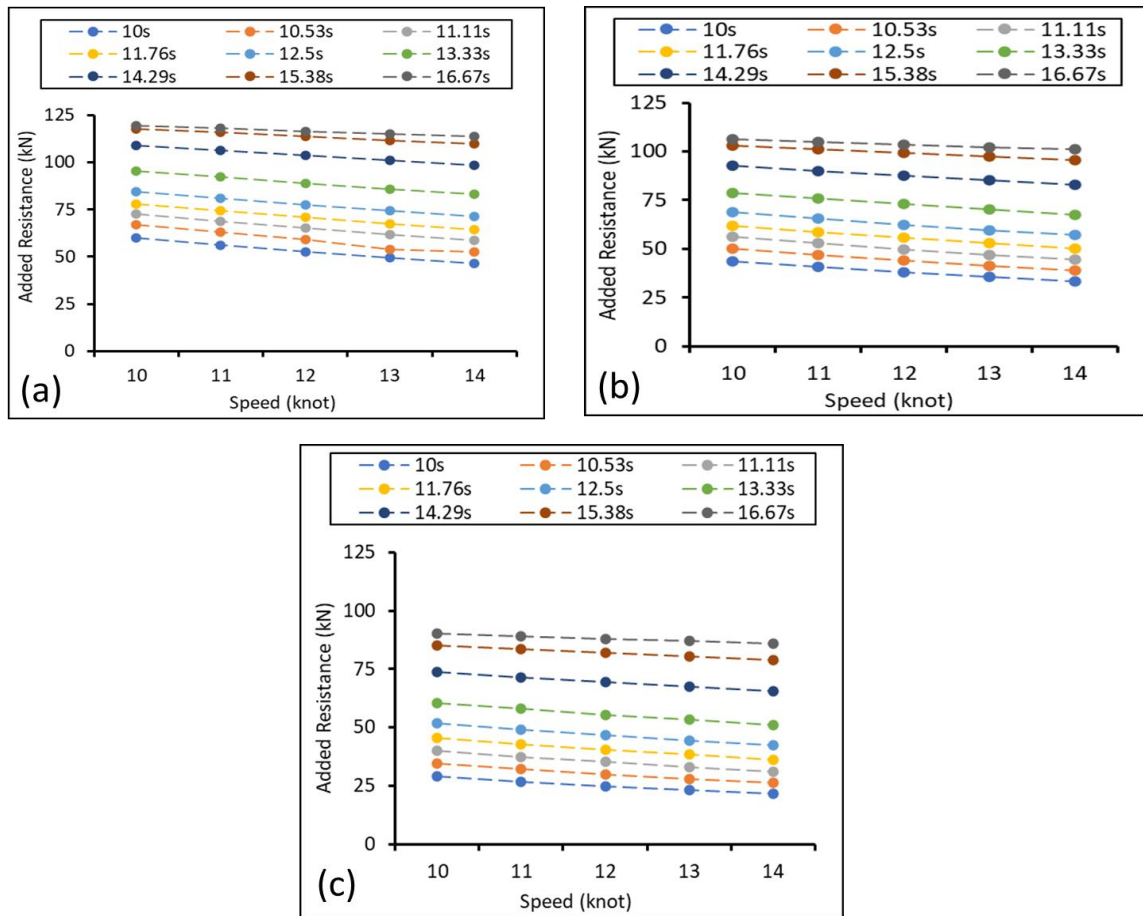 10s 10.53s 11.11s
11.76s 12.5s 13.33s
14.29s 15.38s 16.67s
Added Resistance (kN)
125
100
75
50
25
0
10 11 12 13 14
Speed (knot)
(a)
10s 10.53s 11.11s
11.76s 12.5s 13.33s
14.29s 15.38s 16.67s
Added Resistance (kN)
125
100
75
50
25
0
10 11 12 13 14
Speed (knot)
(b)
10s 10.53s 11.11s
11.76s 12.5s 13.33s
14.29s 15.38s 16.67s
Added Resistance (kN)
125
100
75
50
25
0
10 11 12 13 14
Speed (knot)
(c)